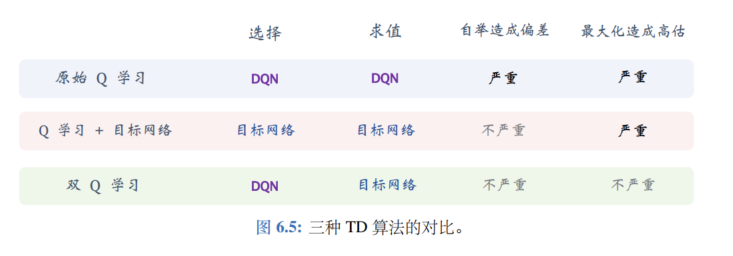 选择 求值 自举造成偏差 最大化造成高估
原始 Q 学习 DQN DQN 严重 严重
Q 学习 + 目标网络 目标网络 目标网络 不严重 严重
双 Q 学习 DQN 目标网络 不严重 不严重
图 6.5: 三种 TD 算法的对比。